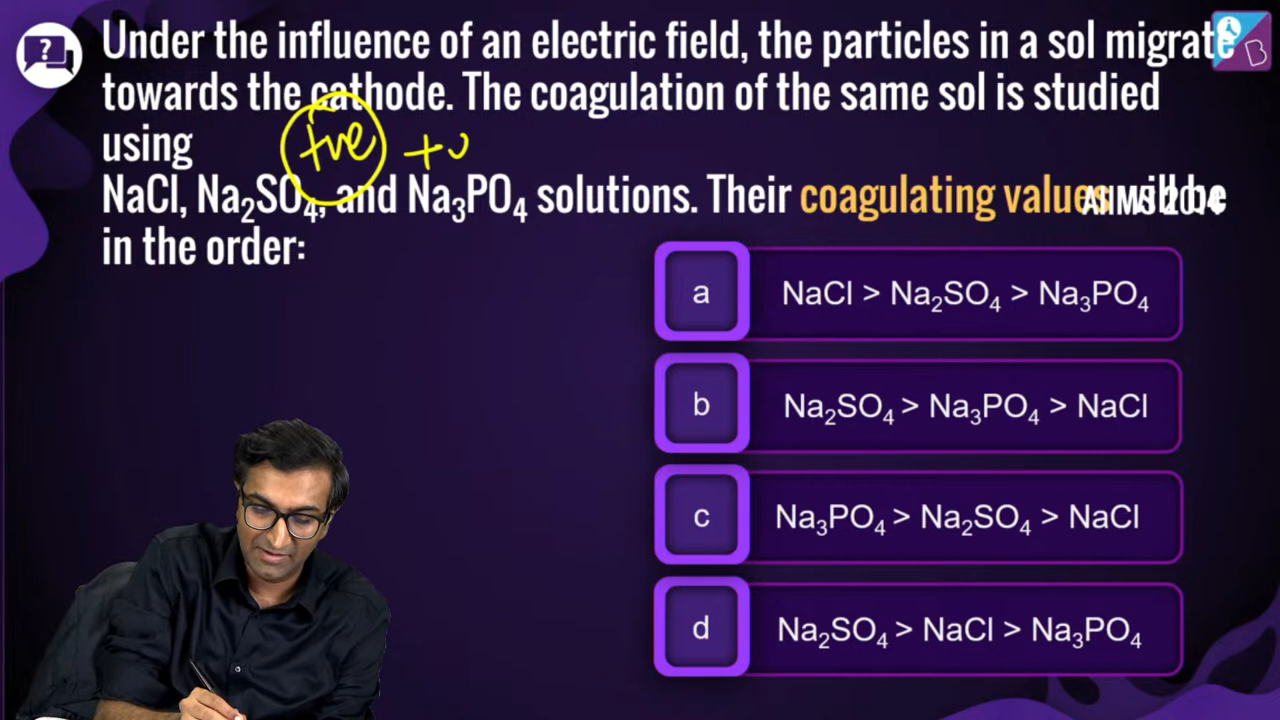 Under the influence of an electric field, the particles in a sol migrate
towards the cathode. The coagulation of the same sol is studied
using
+ve +
NaCl, Na₂SO₄, and Na₃PO₄ solutions. Their coagulating values will be
AIIMS 2014
in the order:
a NaCl > Na₂SO₄ > Na₃PO₄
b Na₂SO₄ > Na₃PO₄ > NaCl
c Na₃PO₄ > Na₂SO₄ > NaCl
d Na₂SO₄ > NaCl > Na₃PO₄